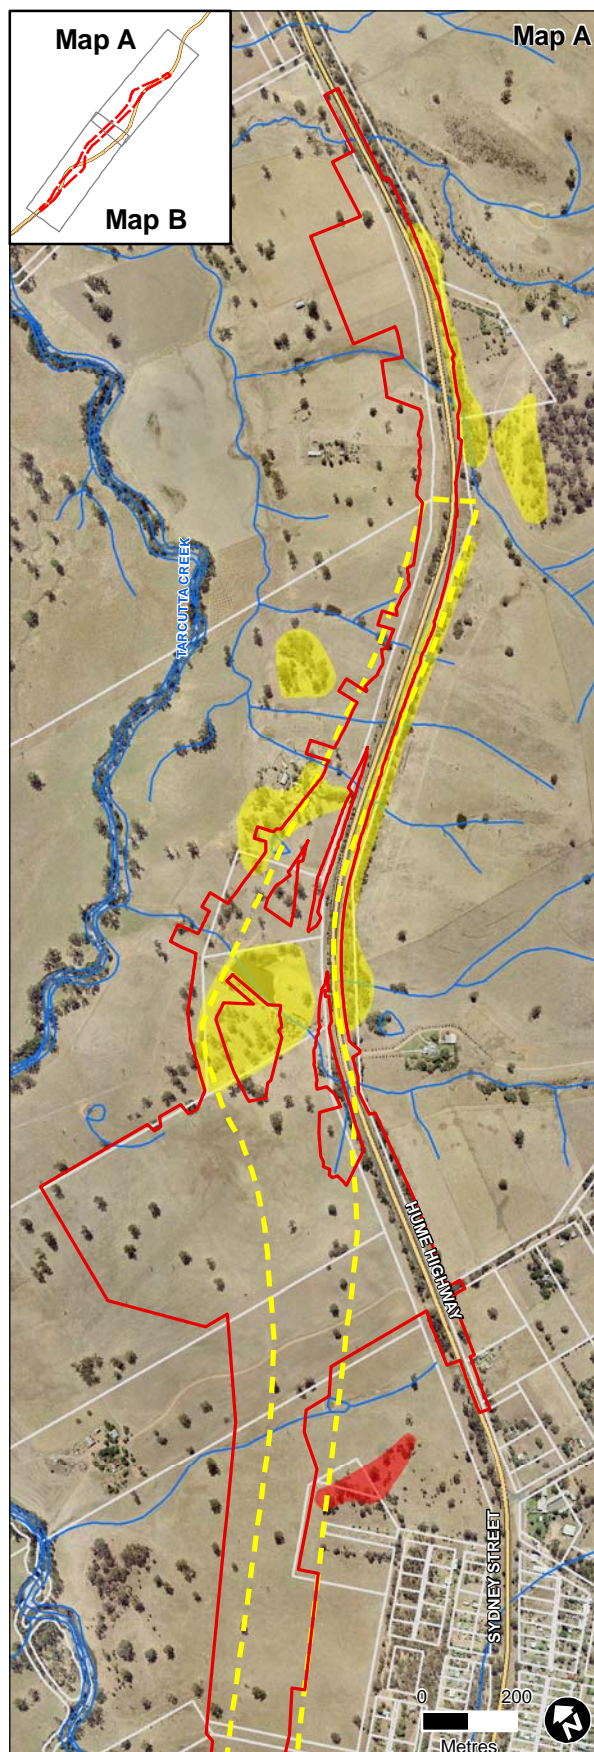 Map A
Map B
Map A
TARCUTTA CREEK
HUME HIGHWAY
SYDNEY STREET
0 200
Metres
N